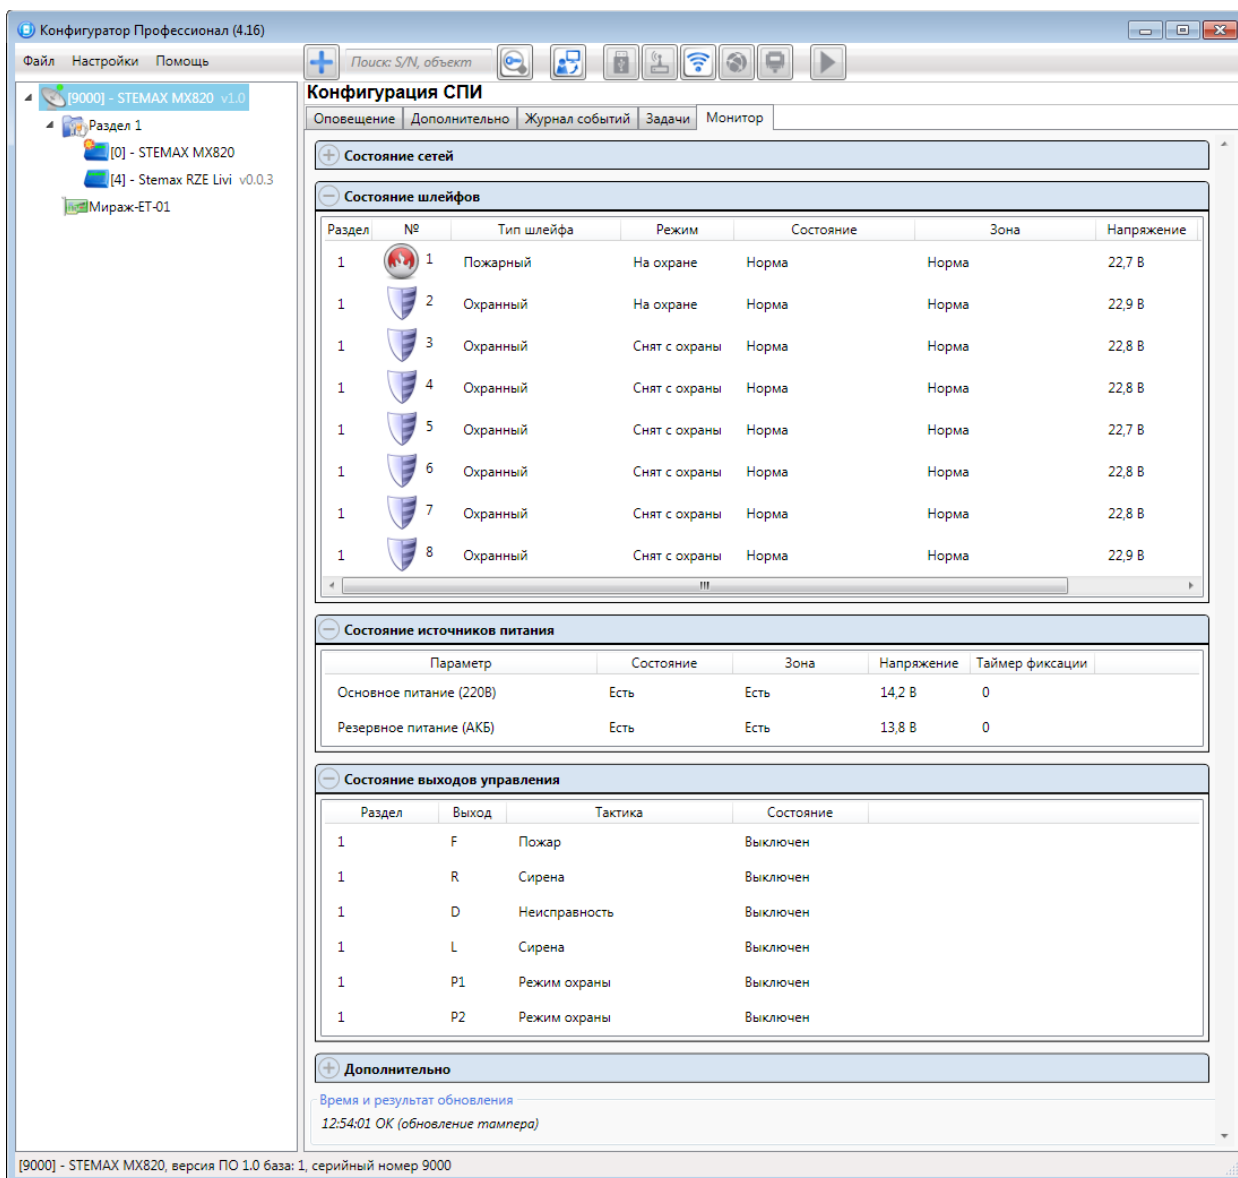 Конфигуратор Профессионал (4.16)
Файл Настройки Помощь Поиск: S/N, объект
[9000] - STEMAX MX820 v1.0
Раздел 1
[0] - STEMAX MX820
[4] - Stemax RZE Livi v0.0.3
Мираж-ET-01
Конфигурация СПИ
Оповещение Дополнительно Журнал событий Задачи Монитор
Состояние сетей
Состояние шлейфов
Раздел № Тип шлейфа Режим Состояние Зона Напряжение
1 1 Пожарный На охране Норма Норма 22,7 В
1 2 Охранный На охране Норма Норма 22,9 В
1 3 Охранный Снят с охраны Норма Норма 22,8 В
1 4 Охранный Снят с охраны Норма Норма 22,8 В
1 5 Охранный Снят с охраны Норма Норма 22,7 В
1 6 Охранный Снят с охраны Норма Норма 22,8 В
1 7 Охранный Снят с охраны Норма Норма 22,8 В
1 8 Охранный Снят с охраны Норма Норма 22,9 В
Состояние источников питания
Параметр Состояние Зона Напряжение Таймер фиксации
Основное питание (220В) Есть Есть 14,2 В 0
Резервное питание (АКБ) Есть Есть 13,8 В 0
Состояние выходов управления
Раздел Выход Тактика Состояние
1 F Пожар Выключен
1 R Сирена Выключен
1 D Неисправность Выключен
1 L Сирена Выключен
1 P1 Режим охраны Выключен
1 P2 Режим охраны Выключен
Дополнительно
Время и результат обновления
12:54:01 ОК (обновление тампера)
[9000] - STEMAX MX820, версия ПО 1.0 база: 1, серийный номер 9000